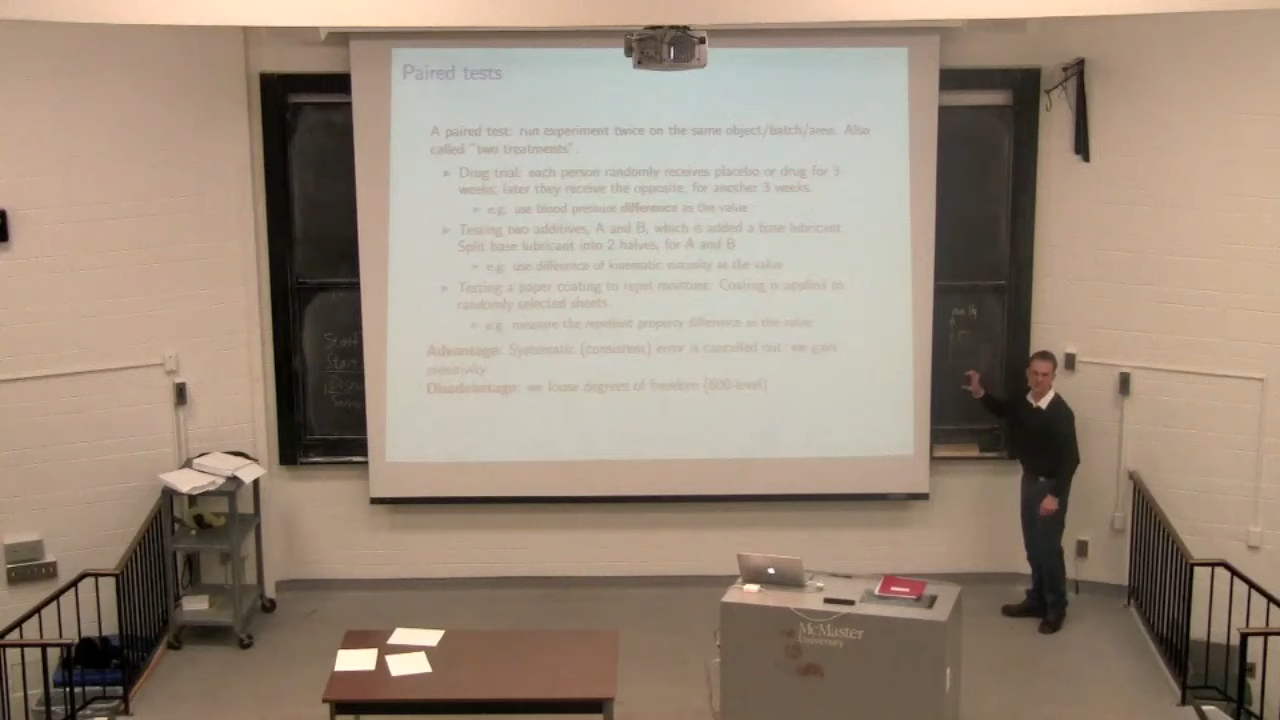 Paired tests
A paired test: run experiment twice on the same object/batch/area. Also
called "two treatments".
Drug trial: each person randomly receives placebo or drug for 3
weeks; later they receive the opposite, for another 3 weeks.
e.g. use blood pressure difference as the value
Testing two additives, A and B, which is added a base lubricant.
Split base lubricant into 2 halves, for A and B
e.g. use difference of kinematic viscosity as the value
Testing a paper coating to repel moisture. Coating is applied to
randomly selected sheets
e.g. measure the repellent property difference as the value
Advantage: Systematic (consistent) error is cancelled out: we gain
sensitivity
Disadvantage: we loose degrees of freedom (600-level)
McMaster
University